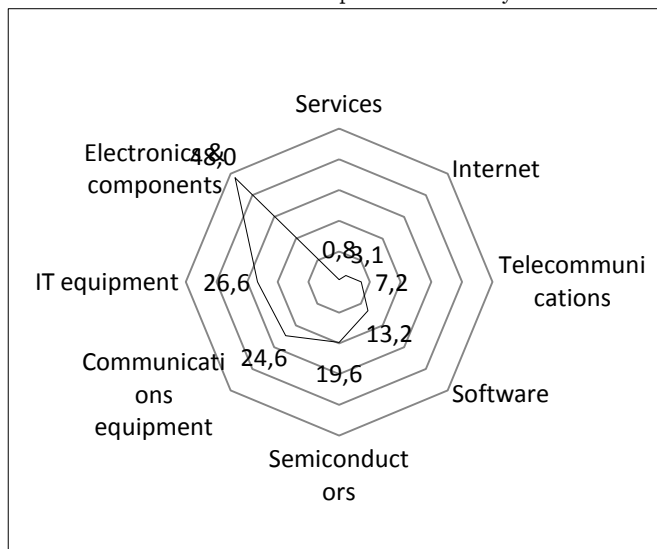 Services
Electronics &
components
48,0
Internet
0,8
3,1
IT equipment
26,6
7,2
Telecommuni
cations
13,2
24,6
19,6
Communicati
ons
equipment
Software
Semiconduct
ors